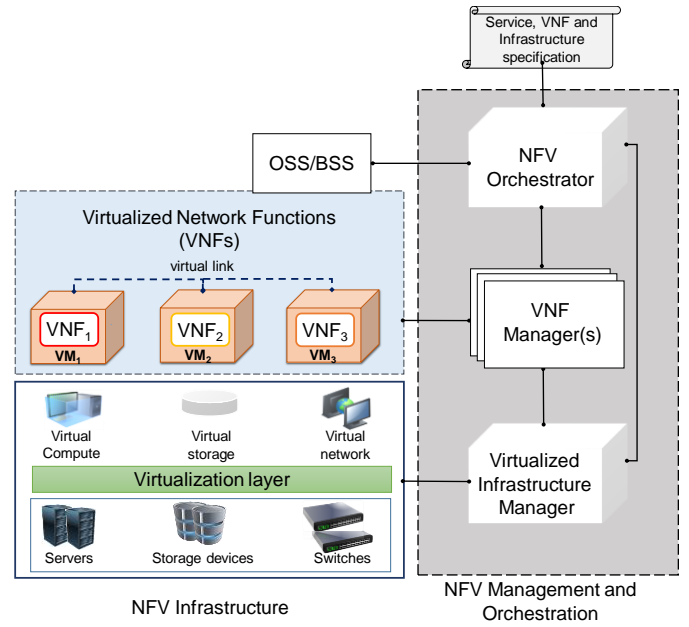 Service, VNF and
Infrastructure
specification
OSS/BSS
NFV
Orchestrator
Virtualized Network Functions
(VNFs)
virtual link
VNF1
VNF2
VNF3
VM1
VM2
VM3
VNF
Manager(s)
Virtual
Compute
Virtual
storage
Virtual
network
Virtualization layer
Virtualized
Infrastructure
Manager
Servers
Storage devices
Switches
NFV Infrastructure
NFV Management and
Orchestration